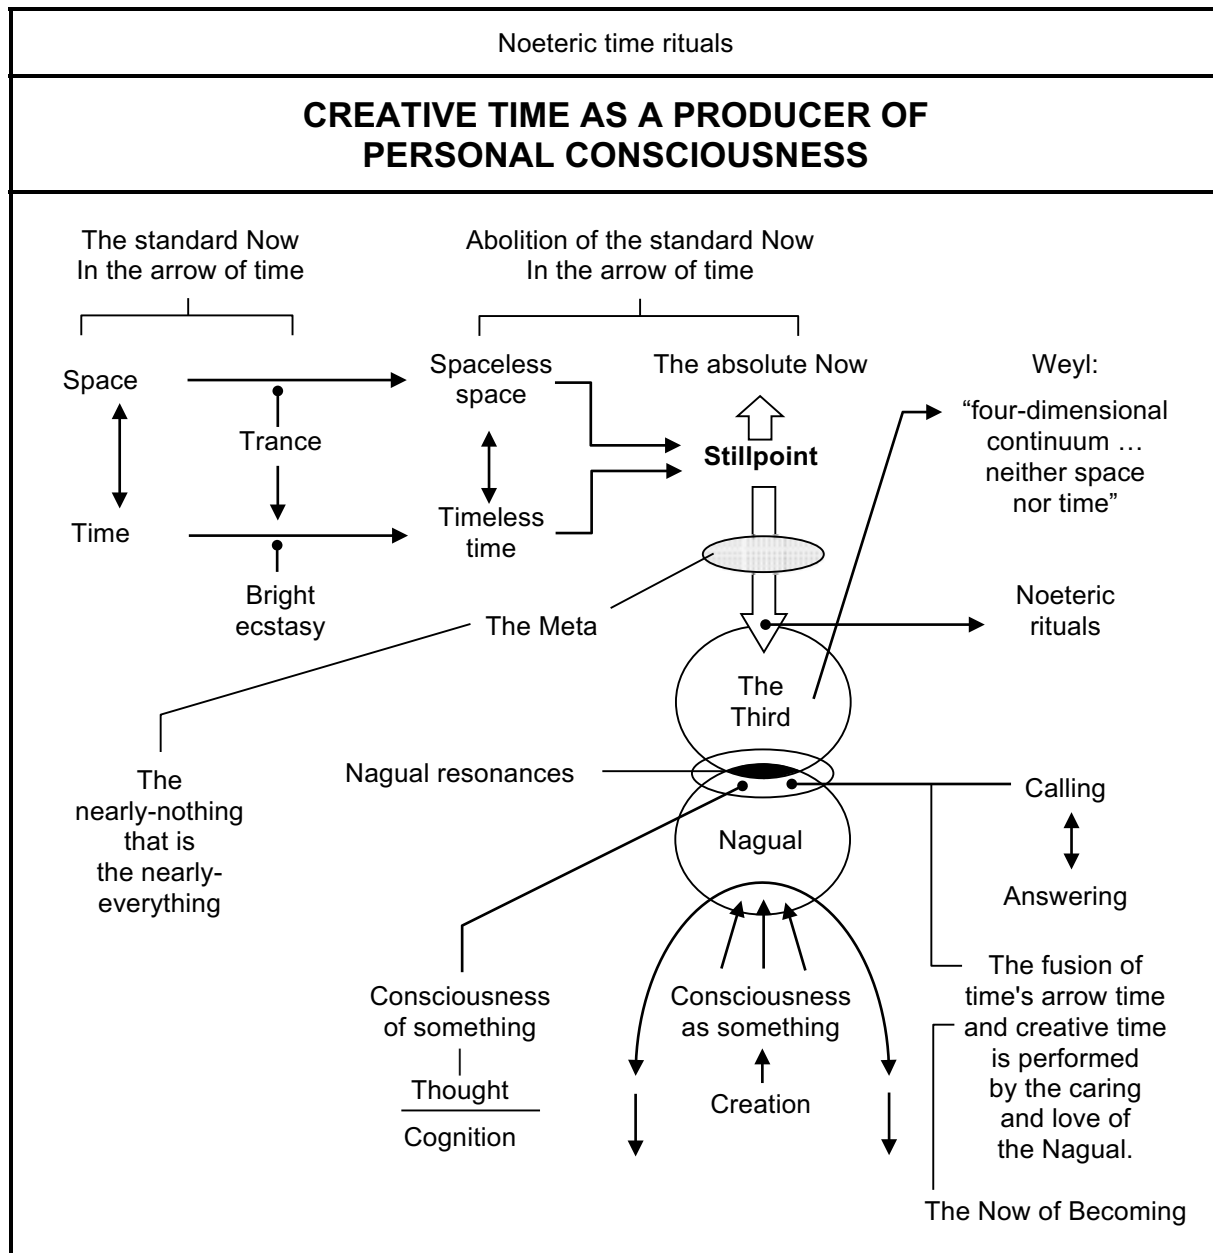 Noeteric time rituals
CREATIVE TIME AS A PRODUCER OF
PERSONAL CONSCIOUSNESS
The standard Now
In the arrow of time
Abolition of the standard Now
In the arrow of time
Space
Trance
Time
Bright
ecstasy
Spaceless
space
Timeless
time
The absolute Now
Stillpoint
Weyl:
“four-dimensional
continuum …
neither space
nor time”
The Meta
Noeteric
rituals
The
Third
The
nearly-nothing
that is
the nearly-
everything
Nagual resonances
Nagual
Calling
Answering
Consciousness
of something
Thought
Cognition
Consciousness
as something
Creation
The fusion of
time's arrow time
and creative time
is performed
by the caring
and love of
the Nagual.
The Now of Becoming